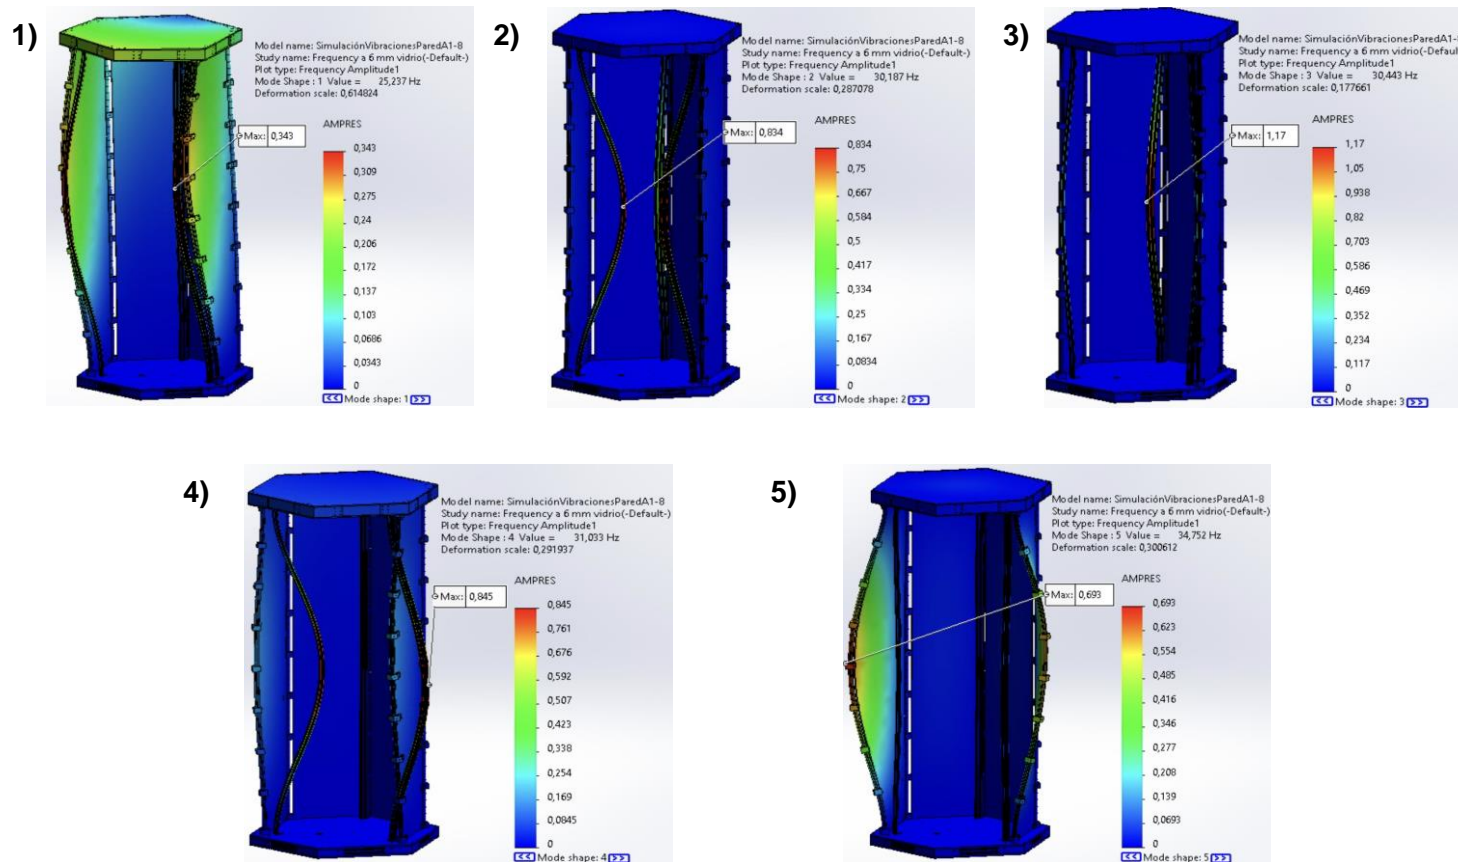 1)
Model name: SimulaciónVibracionesParedA1-8
Study name: Frequency a 6 mm vidrio(-Default-)
Plot type: Frequency Amplitude1
Mode Shape : 1 Value = 25,237 Hz
Deformation scale: 0,614824
AMPRES
Max: 0,343
0,343
0,309
0,275
0,24
0,206
0,172
0,137
0,103
0,0686
0,0343
0
<< Mode shape: 1 >>
2)
Model name: SimulaciónVibracionesParedA1-8
Study name: Frequency a 6 mm vidrio(-Default-)
Plot type: Frequency Amplitude1
Mode Shape : 2 Value = 30,187 Hz
Deformation scale: 0,287078
AMPRES
Max: 0,834
0,834
0,75
0,667
0,584
0,5
0,417
0,334
0,25
0,167
0,0834
0
<< Mode shape: 2 >>
3)
Model name: SimulaciónVibracionesParedA1-8
Study name: Frequency a 6 mm vidrio(-Defaul
Plot type: Frequency Amplitude1
Mode Shape : 3 Value = 30,443 Hz
Deformation scale: 0,177661
AMPRES
Max: 1,17
1,17
1,05
0,938
0,82
0,703
0,586
0,469
0,352
0,234
0,117
0
<< Mode shape: 3 >>
4)
Model name: SimulaciónVibracionesParedA1-8
Study name: Frequency a 6 mm vidrio(-Default-)
Plot type: Frequency Amplitude1
Mode Shape : 4 Value = 31,033 Hz
Deformation scale: 0,291937
AMPRES
Max: 0,845
0,845
0,761
0,676
0,592
0,507
0,423
0,338
0,254
0,169
0,0845
0
<< Mode shape: 4 >>
5)
Model name: SimulaciónVibracionesParedA1-8
Study name: Frequency a 6 mm vidrio(-Default-)
Plot type: Frequency Amplitude1
Mode Shape : 5 Value = 34,752 Hz
Deformation scale: 0,300612
AMPRES
Max: 0,693
0,693
0,623
0,554
0,485
0,416
0,346
0,277
0,208
0,139
0,0693
0
<< Mode shape: 5 >>